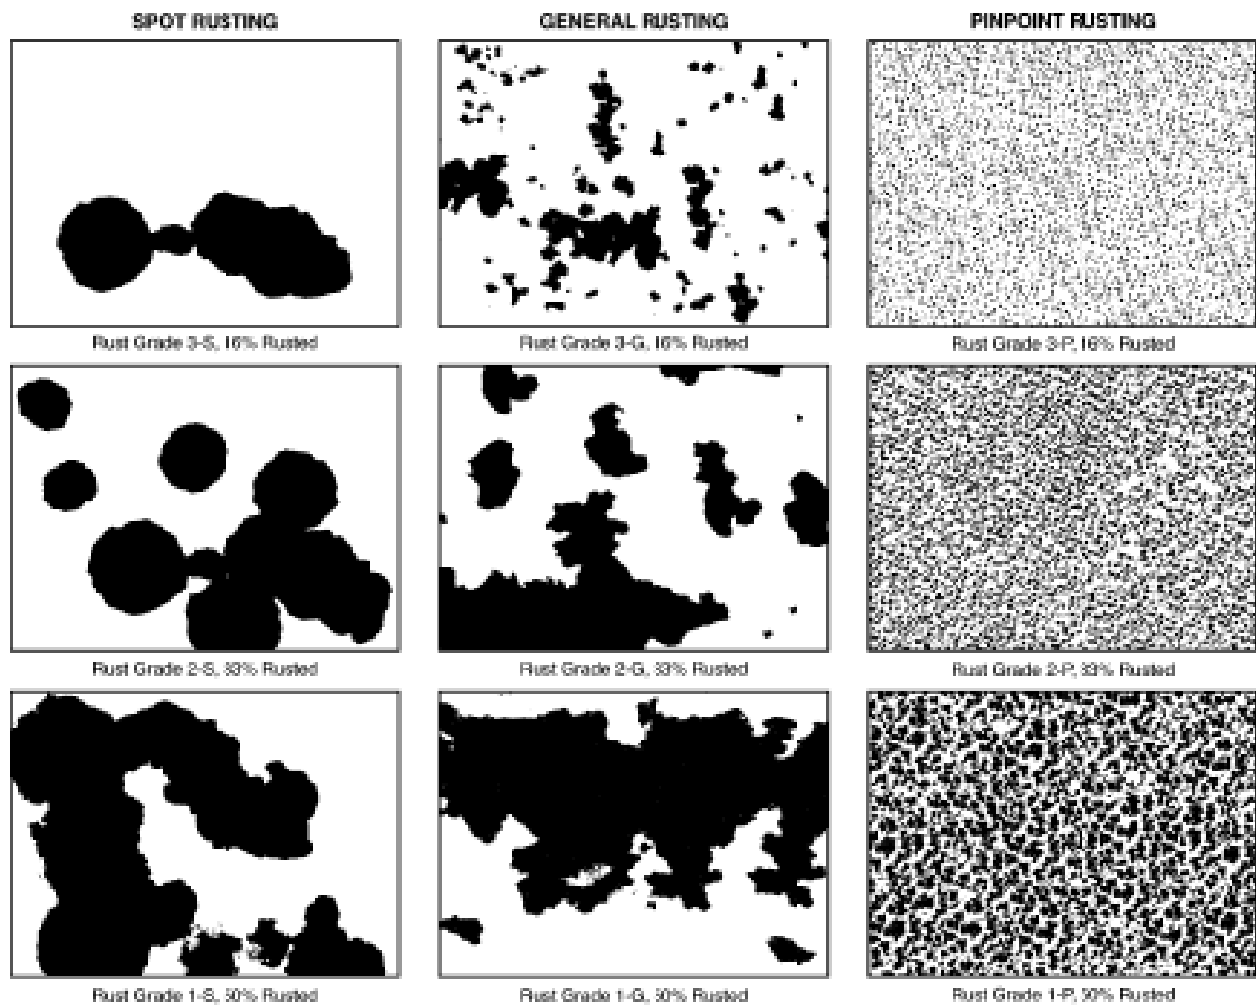 SPOT RUSTING GENERAL RUSTING PINPOINT RUSTING
Rust Grade 3-S, 16% Rusted Rust Grade 3-G, 16% Rusted Rust Grade 3-P, 16% Rusted
Rust Grade 2-S, 33% Rusted Rust Grade 2-G, 33% Rusted Rust Grade 2-P, 33% Rusted
Rust Grade 1-S, 50% Rusted Rust Grade 1-G, 50% Rusted Rust Grade 1-P, 50% Rusted